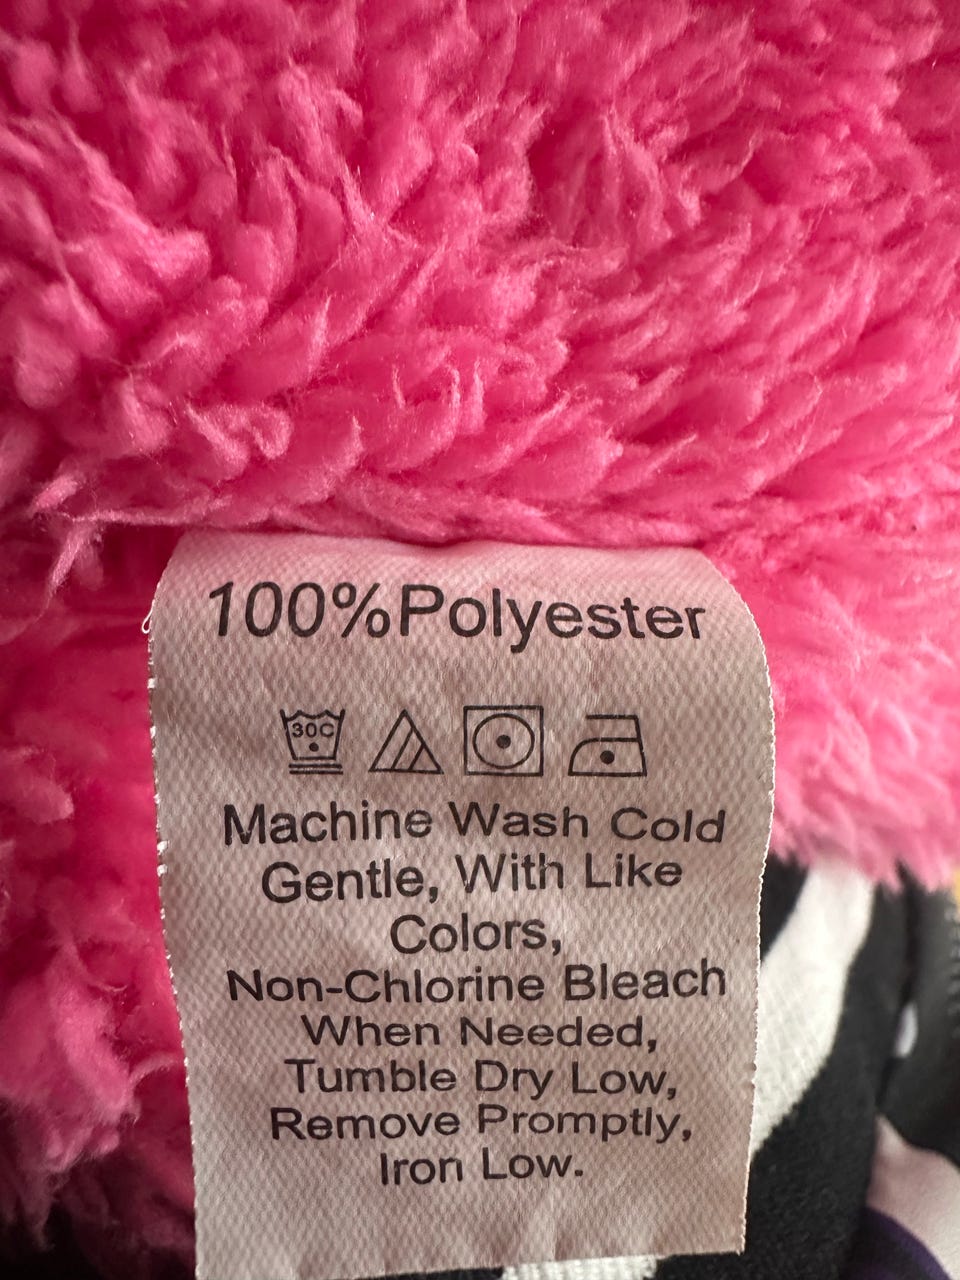 100%Polyester
30C
Machine Wash Cold
Gentle, With Like
Colors,
Non-Chlorine Bleach
When Needed,
Tumble Dry Low,
Remove Promptly,
Iron Low.